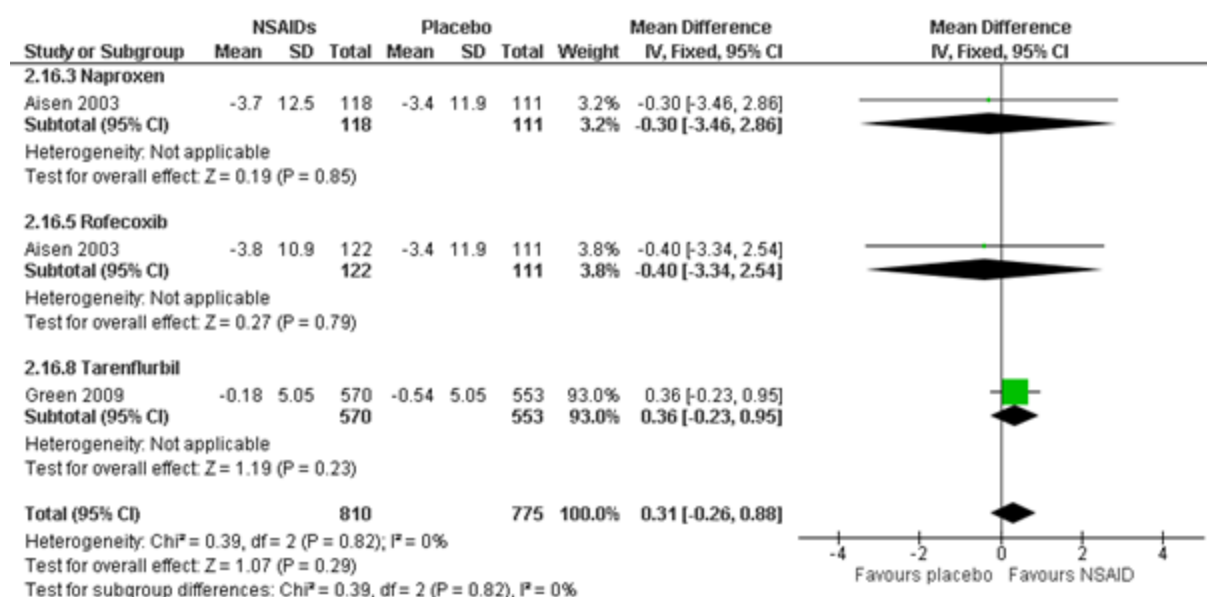 NSAIDs Placebo Mean Difference Mean Difference
Study or Subgroup Mean SD Total Mean SD Total Weight IV, Fixed, 95% CI IV, Fixed, 95% CI
2.16.3 Naproxen
Aisen 2003 -3.7 12.5 118 -3.4 11.9 111 3.2% -0.30 [-3.46, 2.86]
Subtotal (95% CI) 118 111 3.2% -0.30 [-3.46, 2.86]
Heterogeneity: Not applicable
Test for overall effect: Z = 0.19 (P = 0.85)
2.16.5 Rofecoxib
Aisen 2003 -3.8 10.9 122 -3.4 11.9 111 3.8% -0.40 [-3.34, 2.54]
Subtotal (95% CI) 122 111 3.8% -0.40 [-3.34, 2.54]
Heterogeneity: Not applicable
Test for overall effect: Z = 0.27 (P = 0.79)
2.16.8 Tarenflurbil
Green 2009 -0.18 5.05 570 -0.54 5.05 553 93.0% 0.36 [-0.23, 0.95]
Subtotal (95% CI) 570 553 93.0% 0.36 [-0.23, 0.95]
Heterogeneity: Not applicable
Test for overall effect: Z = 1.19 (P = 0.23)
Total (95% CI) 810 775 100.0% 0.31 [-0.26, 0.88]
Heterogeneity: Chi² = 0.39, df = 2 (P = 0.82); I² = 0%
Test for overall effect: Z = 1.07 (P = 0.29)
Test for subgroup differences: Chi² = 0.39, df = 2 (P = 0.82), I² = 0%
-4 -2 0 2 4
Favours placebo Favours NSAID